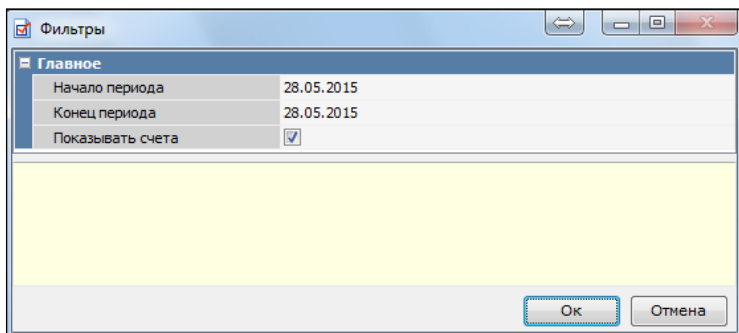 Фильтры
Главное
Начало периода 28.05.2015
Конец периода 28.05.2015
Показывать счета
Ок Отмена